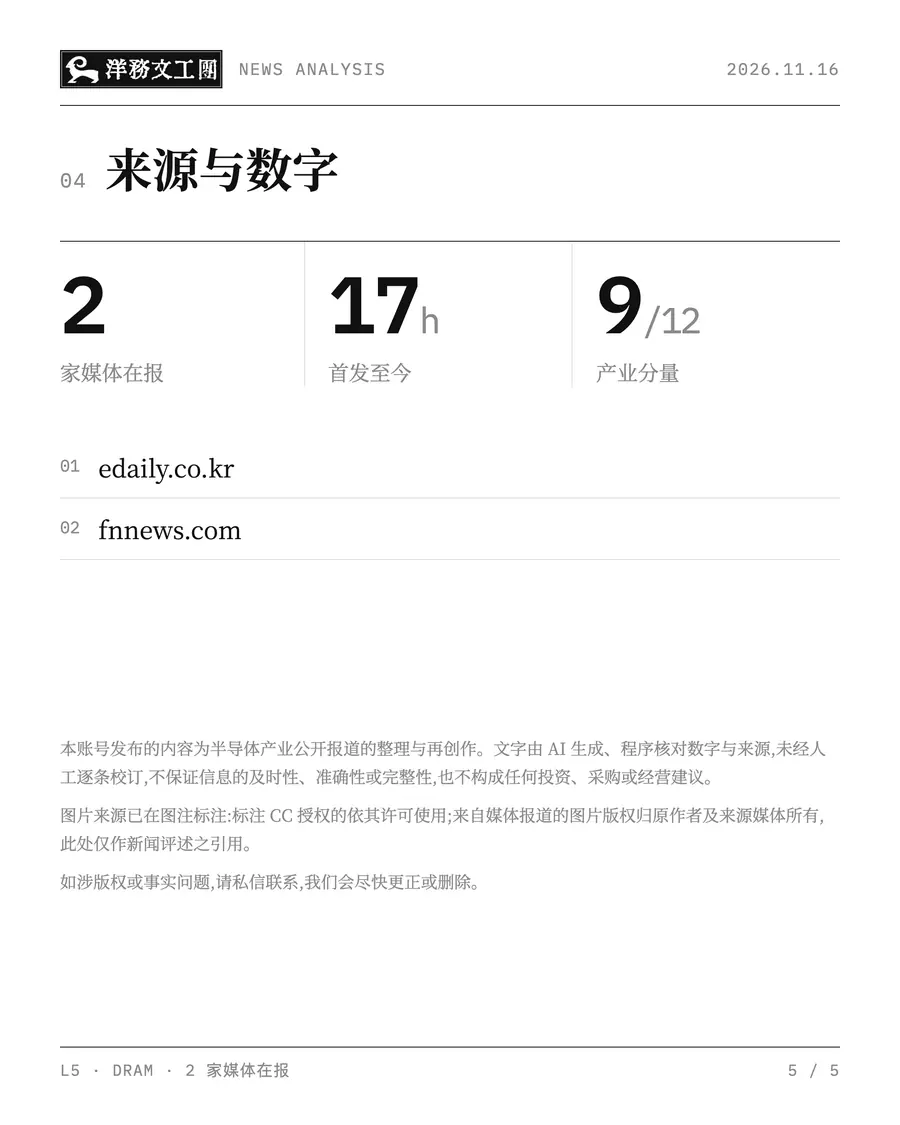 洋務文工團 NEWS ANALYSIS 2026.11.16
04 来源与数字
2 17h 9/12
家媒体在报 首发至今 产业分量
01 edaily.co.kr
02 fnnews.com
本账号发布的内容为半导体产业公开报道的整理与再创作。文字由 AI 生成、程序核对数字与来源,未经人
工逐条校订,不保证信息的及时性、准确性或完整性,也不构成任何投资、采购或经营建议。
图片来源已在图注标注:标注 CC 授权的依其许可使用;来自媒体报道的图片版权归原作者及来源媒体所有,
此处仅作新闻评述之引用。
如涉版权或事实问题,请私信联系,我们会尽快更正或删除。
L5 · DRAM · 2 家媒体在报 5 / 5